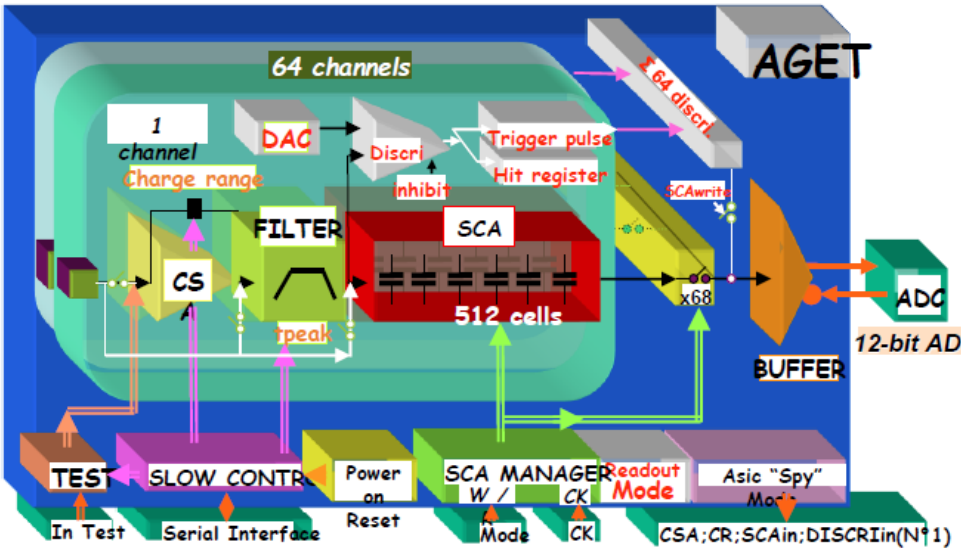 AGET
64 channels
Σ 64 discri
1
channel
DAC
Discri
Trigger pulse
Hit register
inhibit
Charge range
SCAwrite
FILTER
SCA
CS
A
tpeak
512 cells
x68
ADC
12-bit AD
BUFFER
TEST
SLOW CONTR
Power
on
Reset
SCA MANAGER
W /
CK
Readout
Mode
Asic "Spy"
Mode
In Test
Serial Interface
Mode
CK
CSA;CR;SCAin;DISCRIin(N°1)